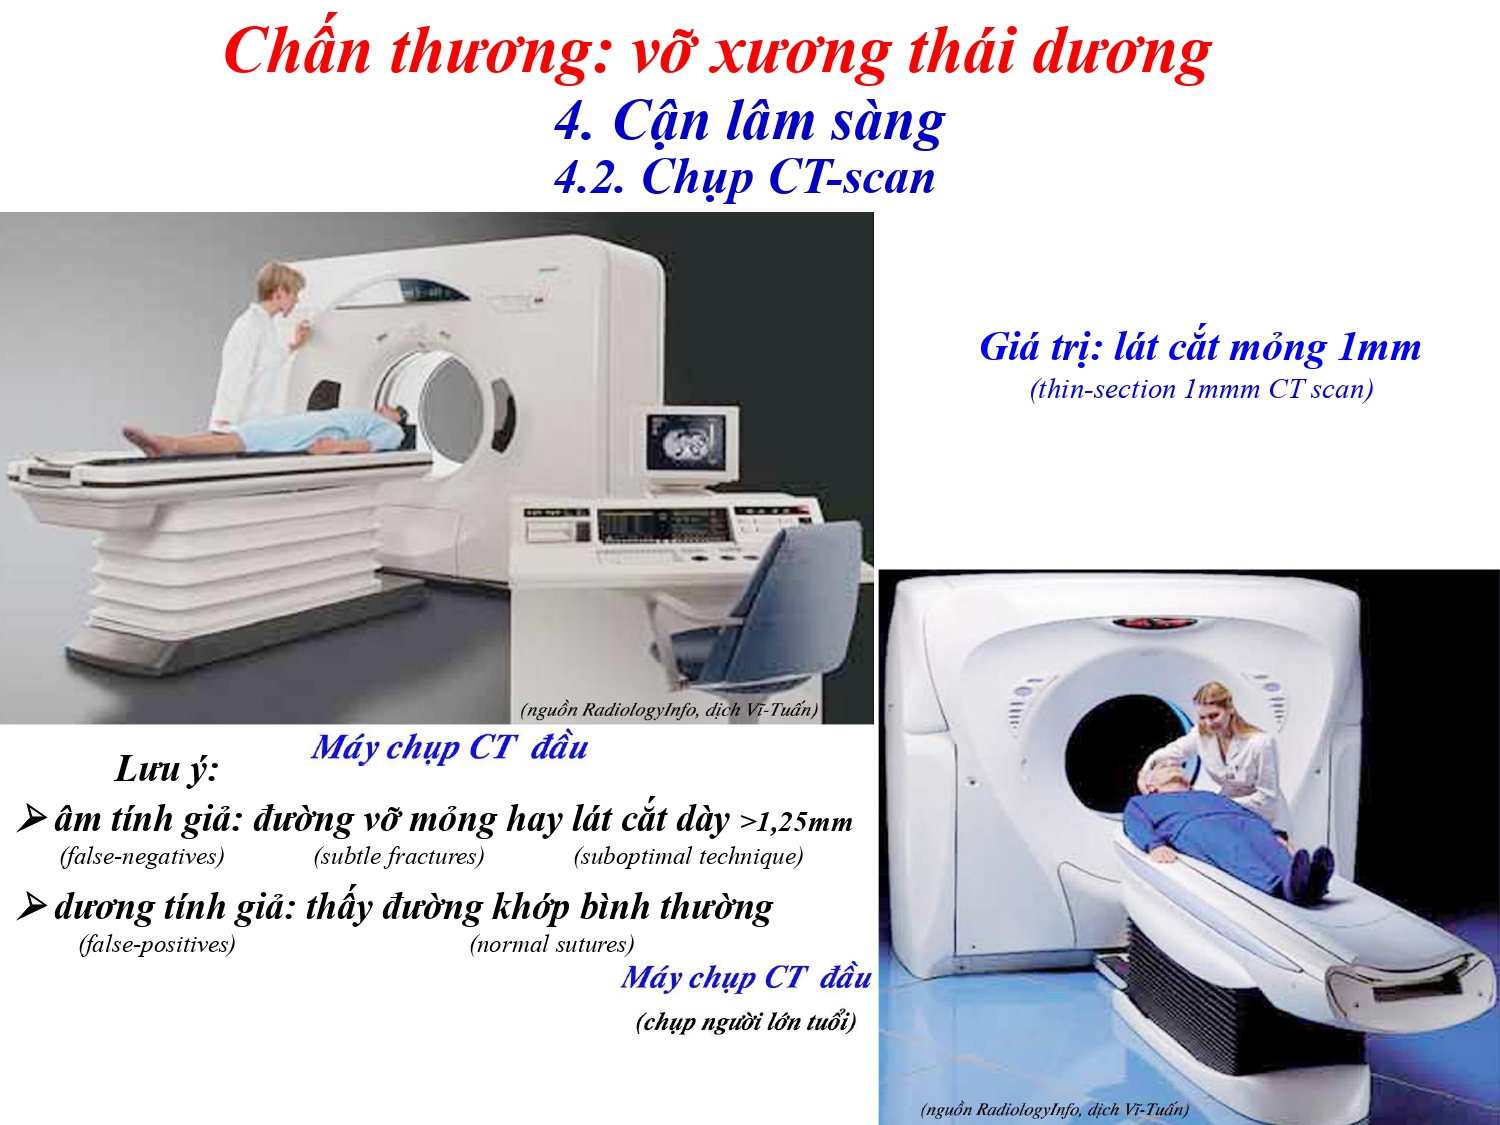 Chấn thương: vỡ xương thái dương
4. Cận lâm sàng
4.2. Chụp CT-scan
Giá trị: lát cắt mỏng 1mm
(thin-section 1mmm CT scan)
(nguồn RadiologyInfo, dịch Vĩ-Tuấn)
Máy chụp CT đầu
Lưu ý:
➢ âm tính giả: đường vỡ mỏng hay lát cắt dày >1,25mm
(false-negatives) (subtle fractures) (suboptimal technique)
➢ dương tính giả: thấy đường khớp bình thường
(false-positives) (normal sutures)
Máy chụp CT đầu
(chụp người lớn tuổi)
(nguồn RadiologyInfo, dịch Vĩ-Tuấn)